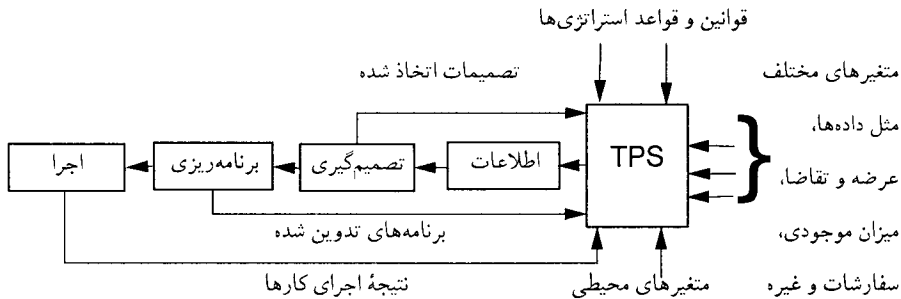 قوانین و قواعد استراتژی‌ها
تصمیمات اتخاذ شده
متغیرهای مختلف
مثل داده‌ها،
عرضه و تقاضا،
میزان موجودی،
سفارشات و غیره
TPS
اطلاعات
تصمیم‌گیری
برنامه‌ریزی
اجرا
برنامه‌های تدوین شده
متغیرهای محیطی
نتیجهٔ اجرای کارها